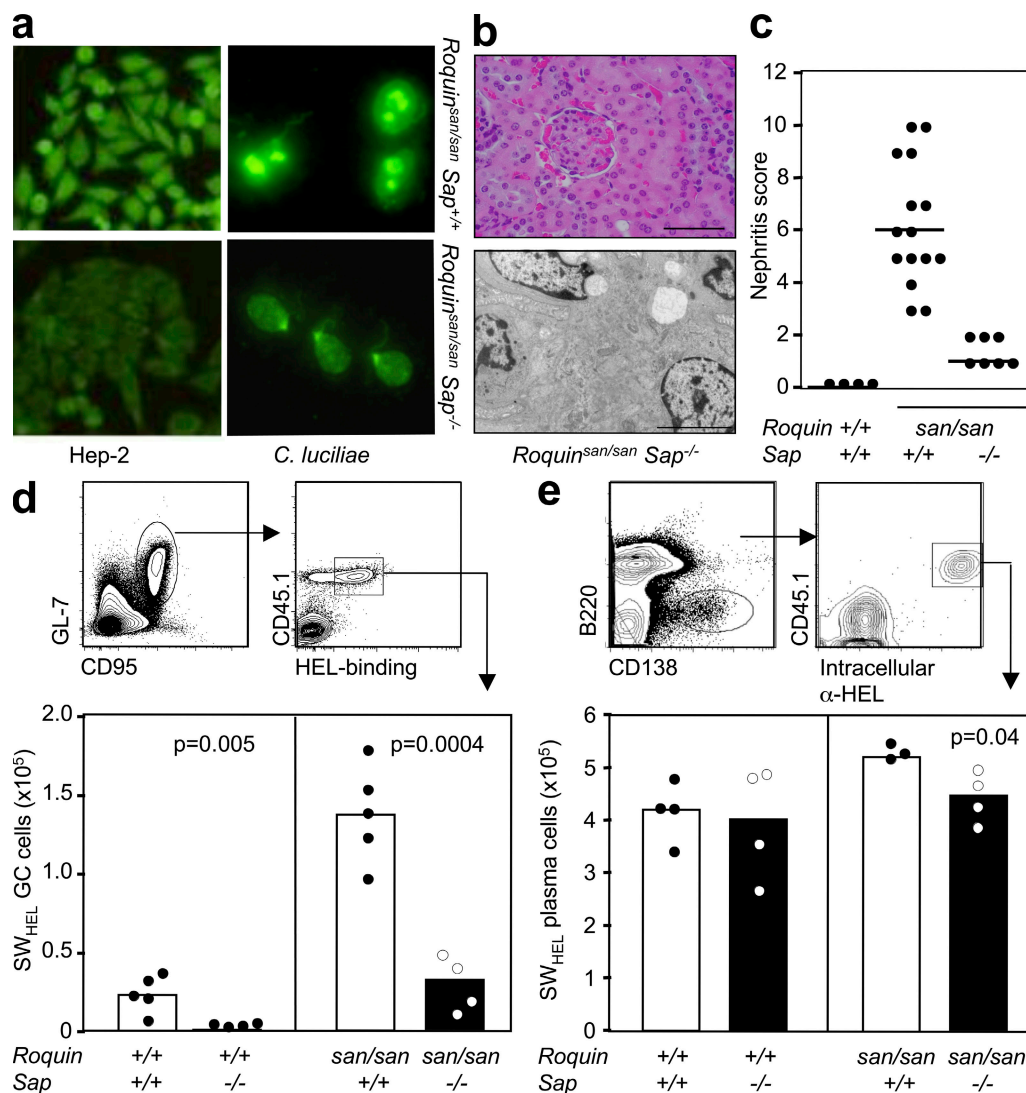 a
Roquin^san/san Sap^+/+
Roquin^san/san Sap^-/-
Hep-2
C. luciliae
b
Roquin^san/san Sap^-/-
c
Nephritis score
12
10
8
6
4
2
0
Roquin +/+ san/san
Sap +/+ +/+ -/-
d
GL-7
CD95
CD45.1
HEL-binding
SW_HEL GC cells (x10^5)
2.0
1.5
1.0
0.5
0
p=0.005
p=0.0004
Roquin +/+ +/+ san/san san/san
Sap +/+ -/- +/+ -/-
e
B220
CD138
CD45.1
Intracellular
α-HEL
SW_HEL plasma cells (x10^5)
6
5
4
3
2
1
0
p=0.04
Roquin +/+ +/+ san/san san/san
Sap +/+ -/- +/+ -/-